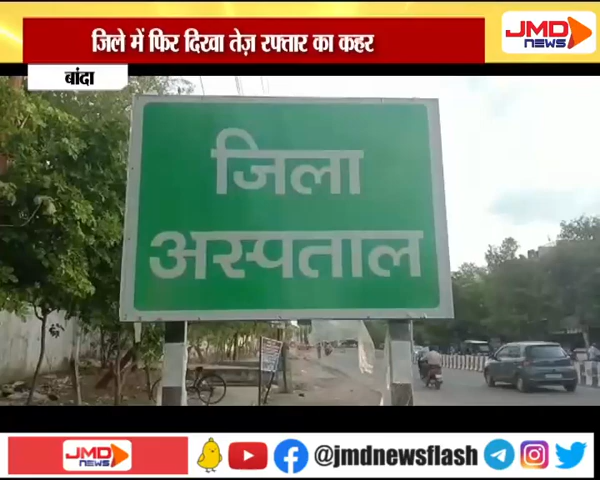 जिले में फिर दिखा तेज़ रफ्तार का कहर
JMD
NEWS
बांदा
जिला
अस्पताल
JMD
NEWS
@jmdnewsflash